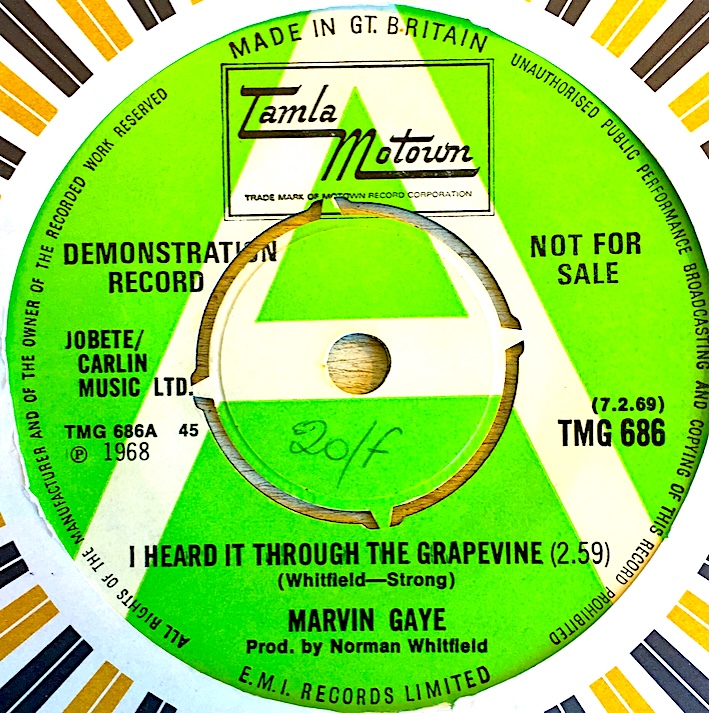 MADE IN GT. BRITAIN
UNAUTHORISED PUBLIC PERFORMANCE BROADCASTING AND COPYING OF THIS RECORD PROHIBITED
ALL RIGHTS OF THE MANUFACTURER AND OF THE OWNER OF THE RECORDED WORK RESERVED
Tamla
Motown
TRADE MARK OF MOTOWN RECORD CORPORATION
A
DEMONSTRATION
RECORD
NOT FOR
SALE
JOBETE/
CARLIN
MUSIC LTD.
TMG 686A 45
℗ 1968
(7.2.69)
TMG 686
20/f
I HEARD IT THROUGH THE GRAPEVINE (2.59)
(Whitfield—Strong)
MARVIN GAYE
Prod. by Norman Whitfield
E.M.I. RECORDS LIMITED